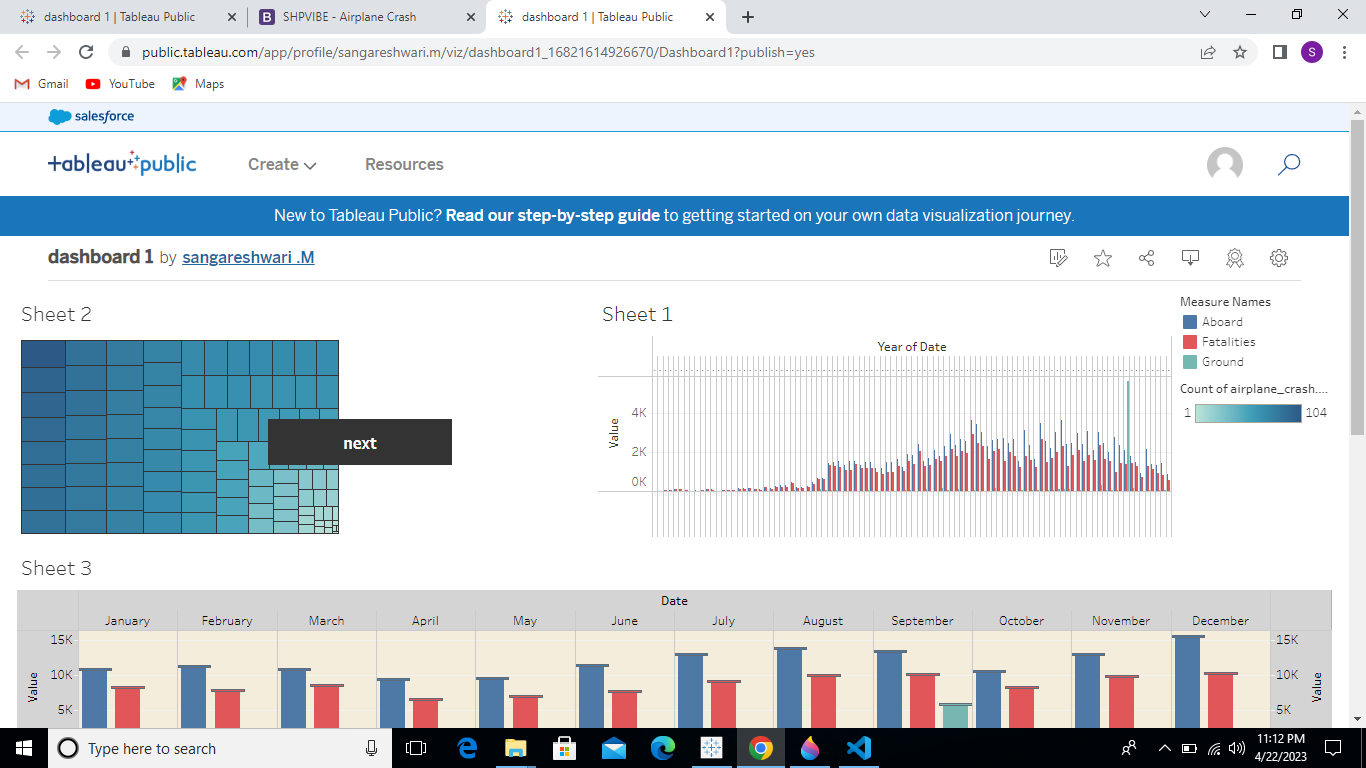 dashboard 1 | Tableau Public
SHPVIBE - Airplane Crash
dashboard 1 | Tableau Public
public.tableau.com/app/profile/sangareshwari.m/viz/dashboard1_16821614926670/Dashboard1?publish=yes
S
Gmail
YouTube
Maps
salesforce
tableau public
Create
Resources
New to Tableau Public? Read our step-by-step guide to getting started on your own data visualization journey.
dashboard 1 by sangareshwari .M
Sheet 2
next
Sheet 1
Year of Date
Value
4K
2K
0K
Measure Names
Aboard
Fatalities
Ground
Count of airplane_crash....
1 104
Sheet 3
Date
January February March April May June July August September October November December
Value
15K
10K
5K
15K
10K
5K
Value
Type here to search
11:12 PM
4/22/2023